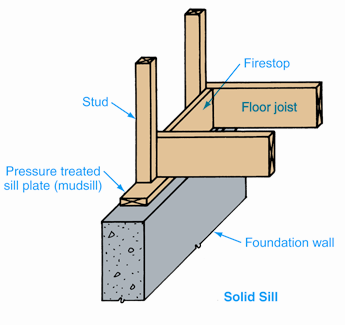 Firestop
Stud
Floor joist
Pressure treated
sill plate (mudsill)
Foundation wall
Solid Sill